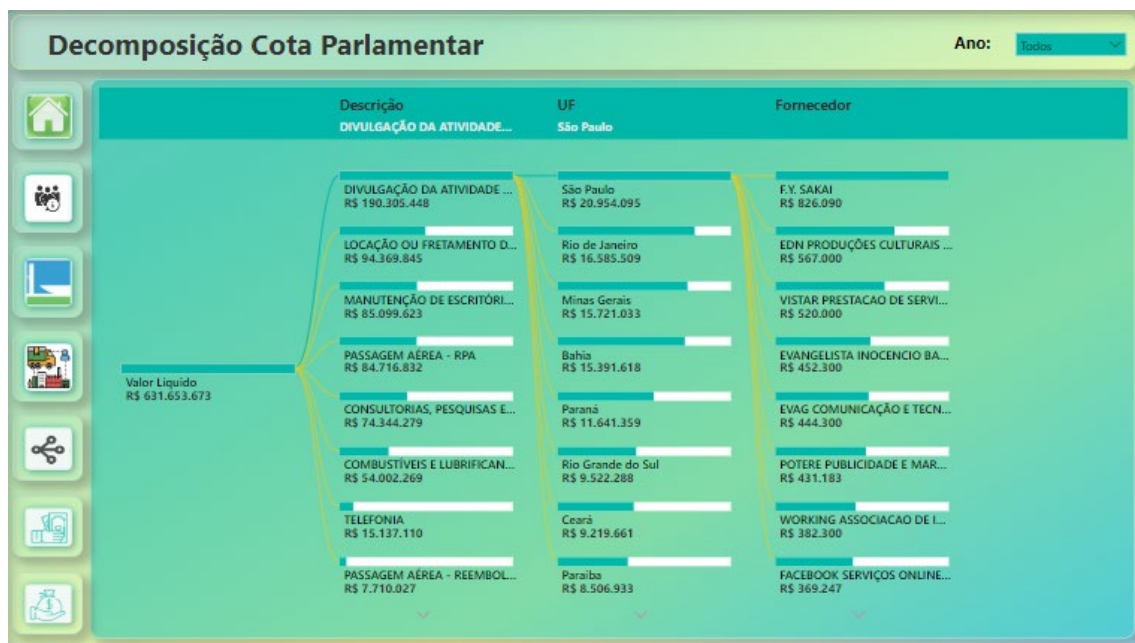 Decomposição Cota Parlamentar
Ano:
Todos
Descrição
DIVULGAÇÃO DA ATIVIDADE...
UF
São Paulo
Fornecedor
Valor Liquido
R$ 631.653.673
DIVULGAÇÃO DA ATIVIDADE ...
R$ 190.305.448
LOCAÇÃO OU FRETAMENTO D...
R$ 94.369.845
MANUTENÇÃO DE ESCRITÓRI...
R$ 85.099.623
PASSAGEM AÉREA - RPA
R$ 84.716.832
CONSULTORIAS, PESQUISAS E...
R$ 74.344.279
COMBUSTÍVEIS E LUBRIFICAN...
R$ 54.002.269
TELEFONIA
R$ 15.137.110
PASSAGEM AÉREA - REEMBOL...
R$ 7.710.027
São Paulo
R$ 20.954.095
Rio de Janeiro
R$ 16.585.509
Minas Gerais
R$ 15.721.033
Bahia
R$ 15.391.618
Paraná
R$ 11.641.359
Rio Grande do Sul
R$ 9.522.288
Ceará
R$ 9.219.661
Paraíba
R$ 8.506.933
F.Y. SAKAI
R$ 826.090
EDN PRODUÇÕES CULTURAIS ...
R$ 567.000
VISTAR PRESTACAO DE SERVI...
R$ 520.000
EVANGELISTA INOCENCIO BA...
R$ 452.300
EVAG COMUNICAÇÃO E TECN...
R$ 444.300
POTERE PUBLICIDADE E MAR...
R$ 431.183
WORKING ASSOCIACAO DE I...
R$ 382.300
FACEBOOK SERVIÇOS ONLINE...
R$ 369.247